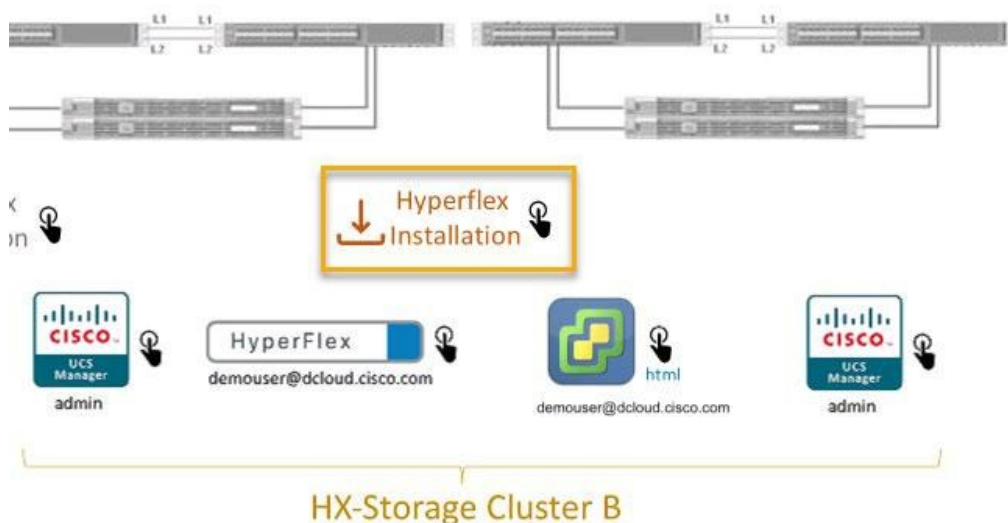 L1 L1
L2 L2
L1 L1
L2 L2
Hyperflex
Installation
CISCO
UCS
Manager
admin
HyperFlex
demouser@dcloud.cisco.com
html
demouser@dcloud.cisco.com
CISCO
UCS
Manager
admin
HX-Storage Cluster B